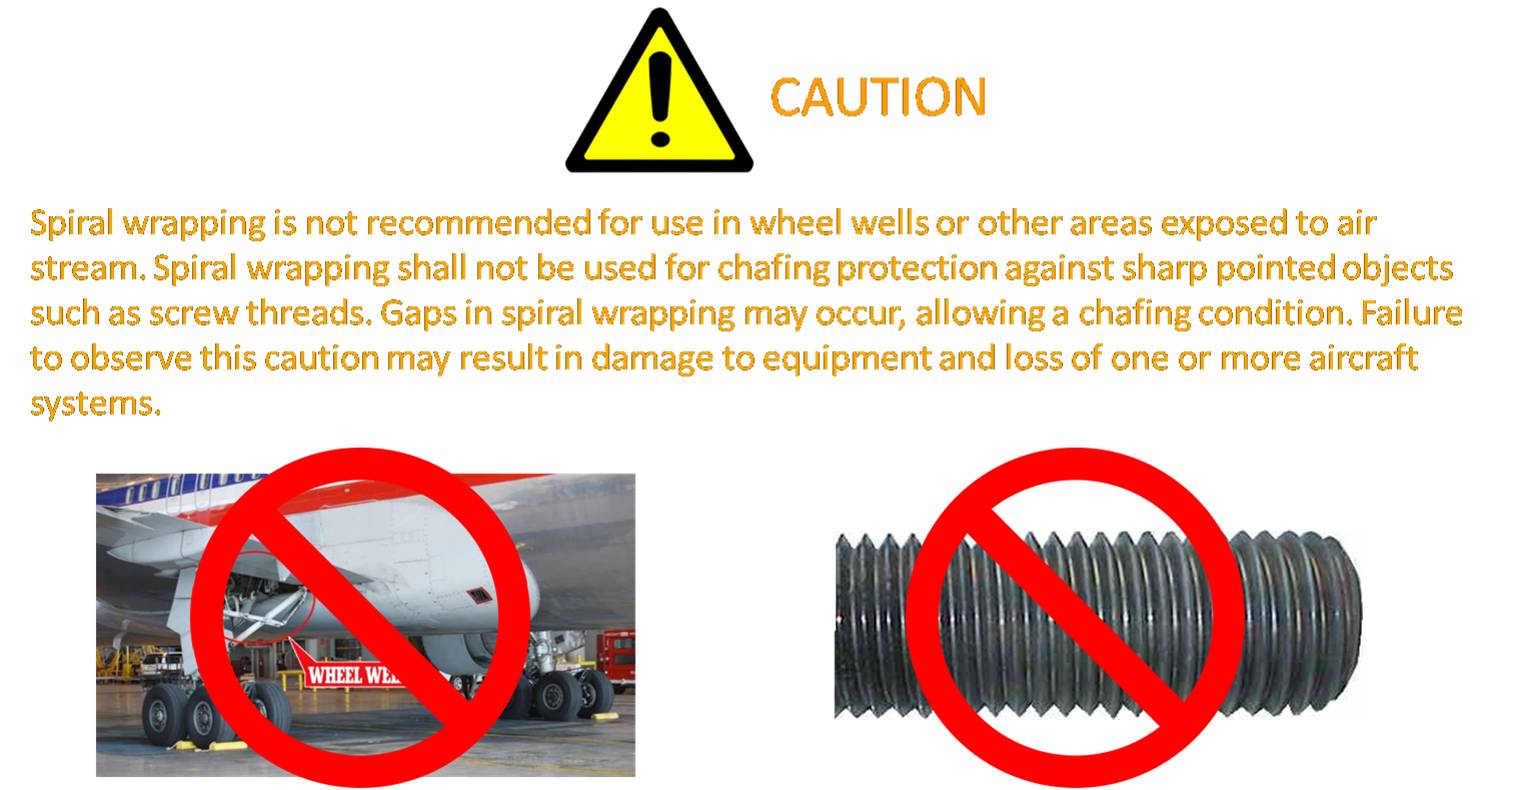 CAUTION
Spiral wrapping is not recommended for use in wheel wells or other areas exposed to air
stream. Spiral wrapping shall not be used for chafing protection against sharp pointed objects
such as screw threads. Gaps in spiral wrapping may occur, allowing a chafing condition. Failure
to observe this caution may result in damage to equipment and loss of one or more aircraft
systems.
WHEEL